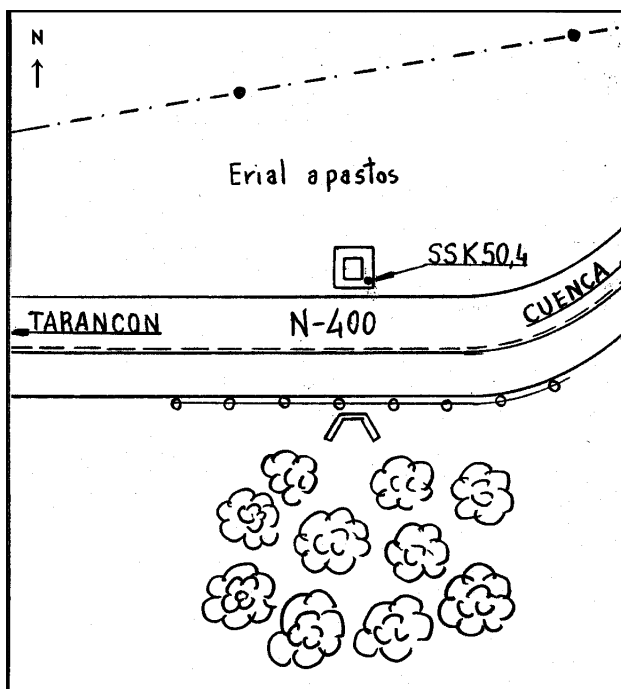 N
Erial a pastos
SSK50,4
CUENCA
TARANCON
N-400